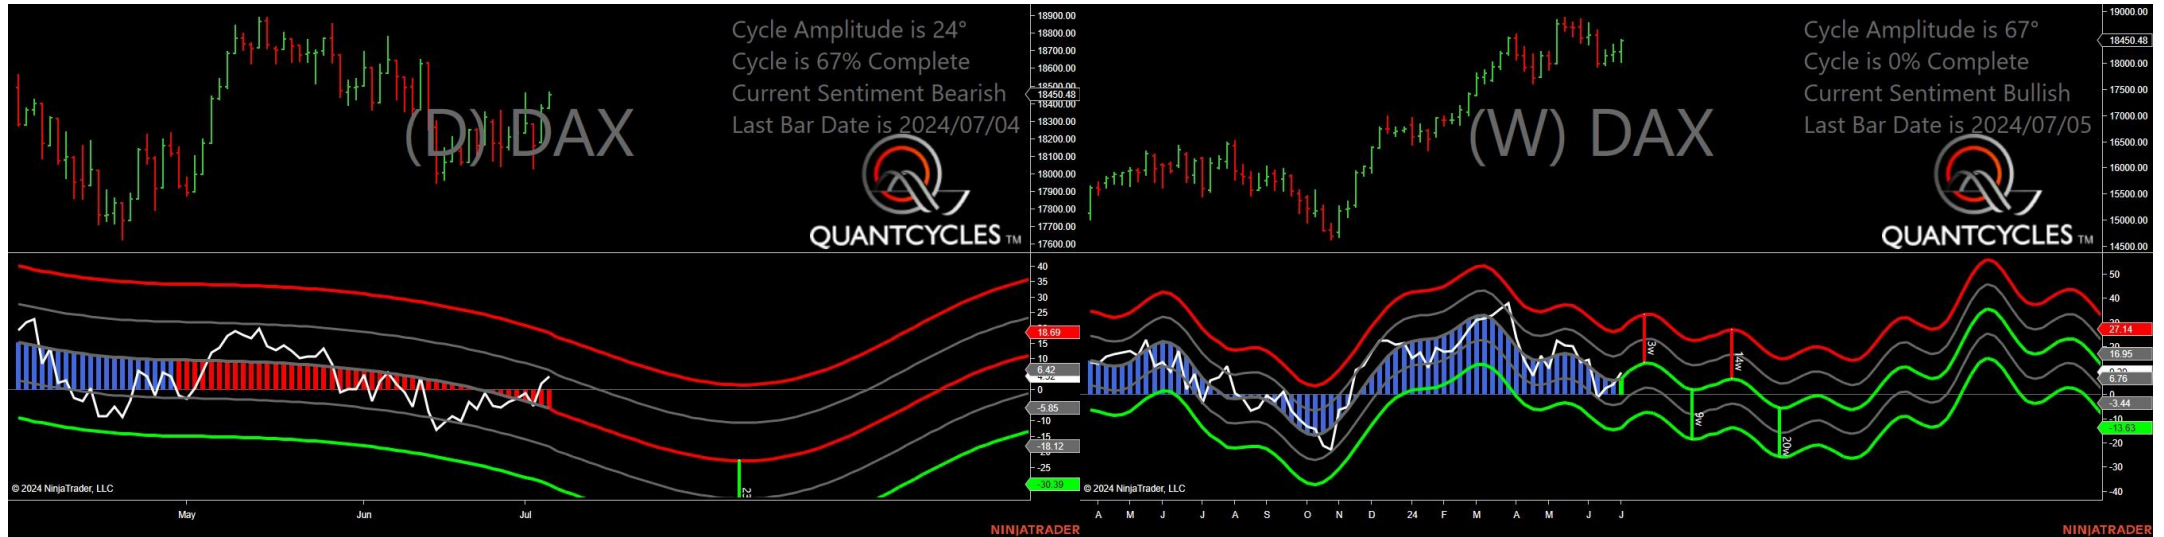 Cycle Amplitude is 24°
Cycle is 67% Complete
Current Sentiment Bearish
Last Bar Date is 2024/07/04
(D) DAX
QUANTCYCLES TM
18900.00
18800.00
18700.00
18600.00
18500.00
18450.48
18400.00
18300.00
18200.00
18100.00
18000.00
17900.00
17800.00
17700.00
17600.00
40
35
30
25
18.69
15
10
6.42
0
-5.85
-10
-15
-18.12
-25
-30.39
© 2024 NinjaTrader, LLC
May Jun Jul
NINJATRADER
Cycle Amplitude is 67°
Cycle is 0% Complete
Current Sentiment Bullish
Last Bar Date is 2024/07/05
(W) DAX
QUANTCYCLES TM
19000.00
18450.48
18000.00
17500.00
17000.00
16500.00
16000.00
15500.00
15000.00
14500.00
3w
14w
9w
20w
50
40
27.14
20
16.95
6.76
0
-3.44
-10
-13.63
-20
-30
-40
© 2024 NinjaTrader, LLC
A M J J A S O N D 24 F M A M J J
NINJATRADER